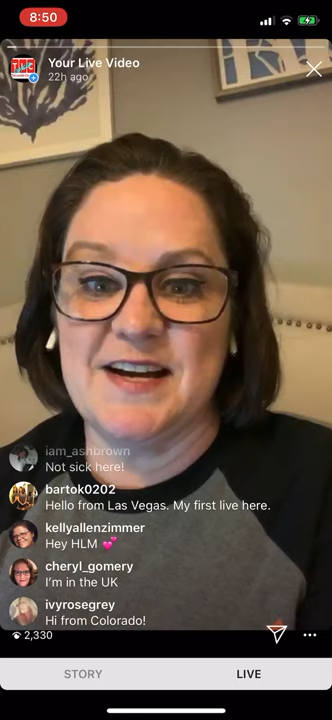 8:50
Your Live Video
22h ago
iam_ashbrown
Not sick here!
bartok0202
Hello from Las Vegas. My first live here.
kellyallenzimmer
Hey HLM 💕
cheryl_gomery
I'm in the UK
ivyrosegrey
Hi from Colorado!
2,330
STORY LIVE